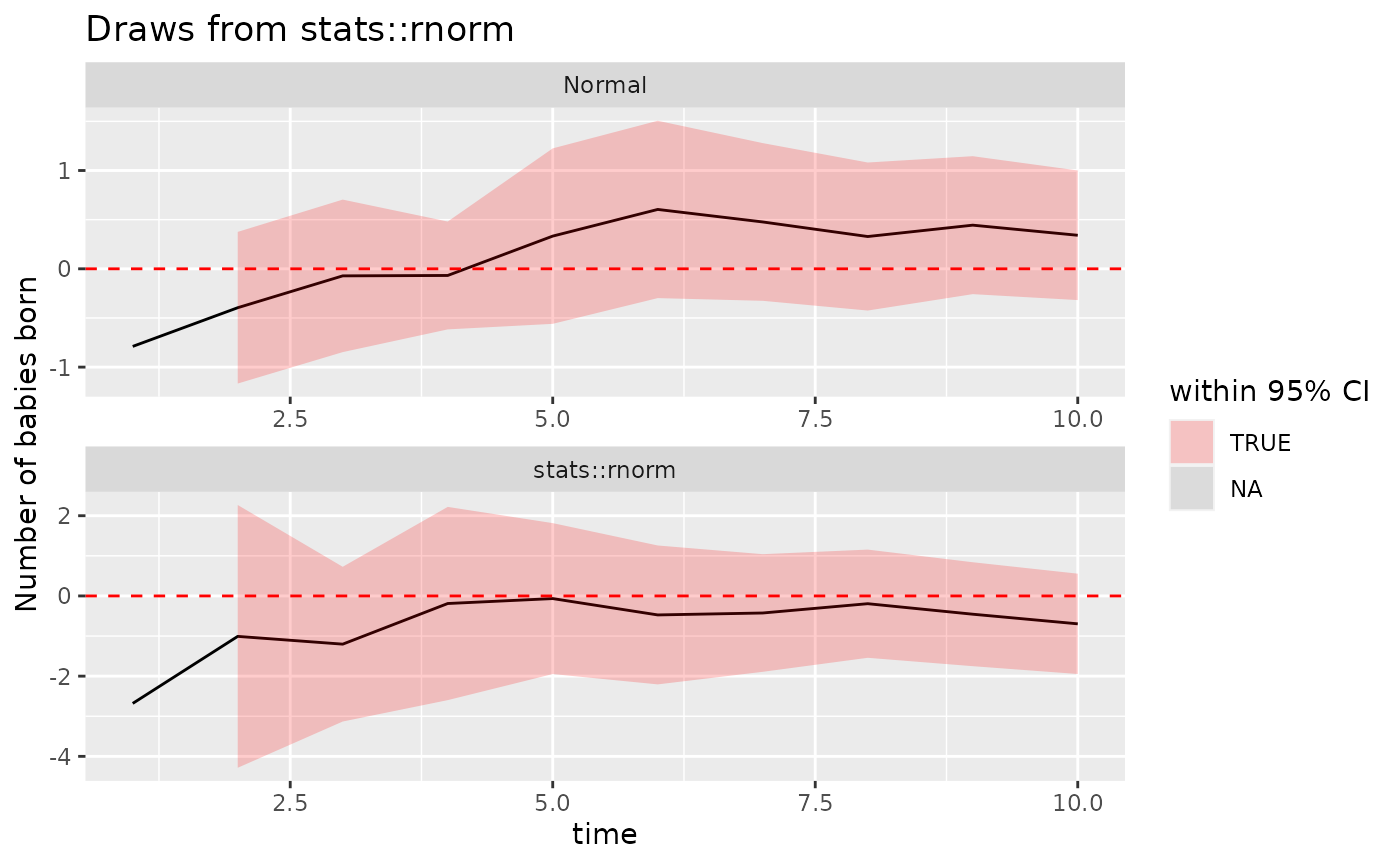 Draws from stats::rnorm
Normal
1
0
-1
2.5 5.0 7.5 10.0
stats::rnorm
2
0
-2
-4
2.5 5.0 7.5 10.0
time
Number of babies born
within 95% CI
TRUE
NA